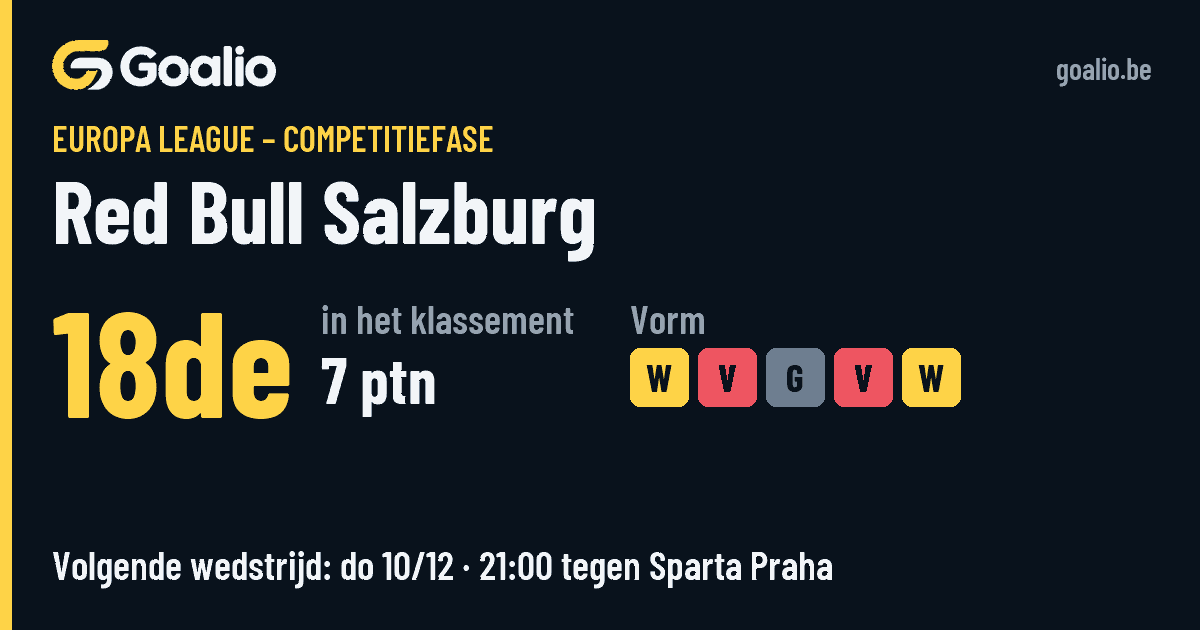 Goalio
goalio.be
EUROPA LEAGUE – COMPETITIEFASE
Red Bull Salzburg
18de
in het klassement
7 ptn
Vorm
W V G V W
Volgende wedstrijd: do 10/12 · 21:00 tegen Sparta Praha